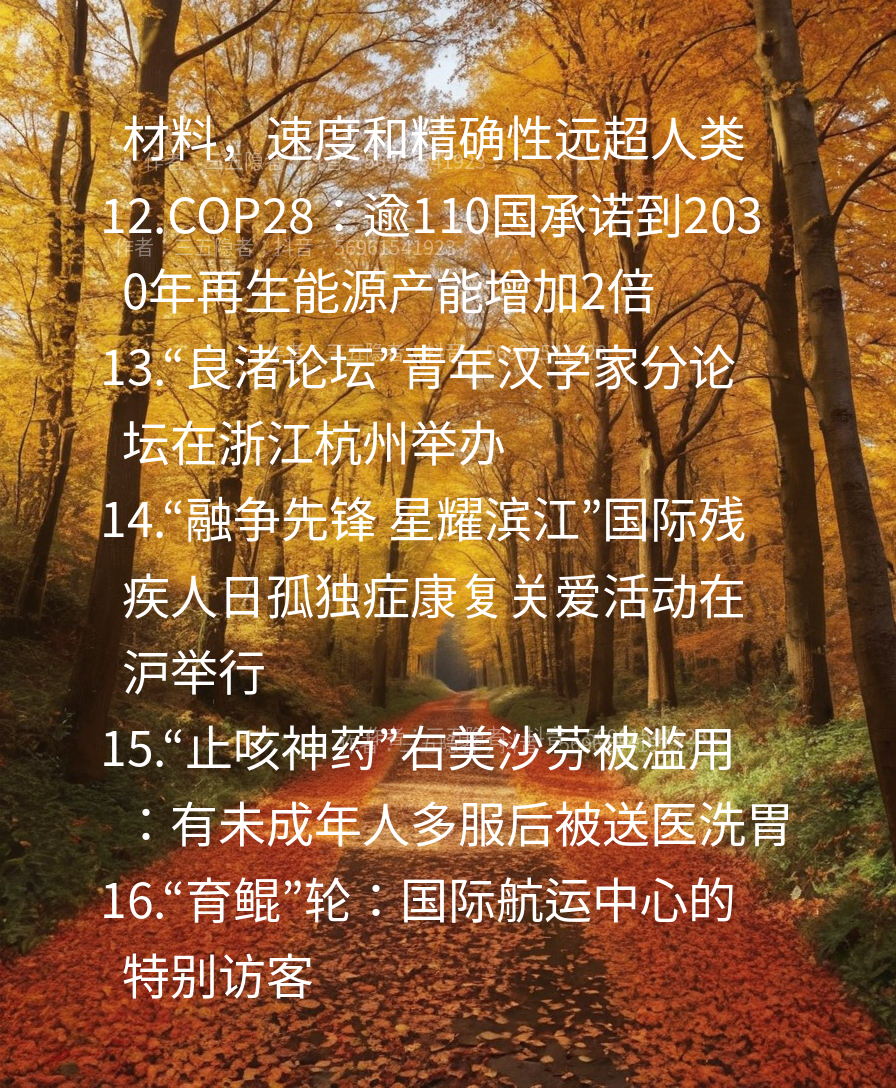 材料，速度和精确性远超人类
12.COP28：逾110国承诺到203
0年再生能源产能增加2倍
13.“良渚论坛”青年汉学家分论
坛在浙江杭州举办
14.“融争先锋 星耀滨江”国际残
疾人日孤独症康复关爱活动在
沪举行
15.“止咳神药”右美沙芬被滥用
：有未成年人多服后被送医洗胃
16.“育鲲”轮：国际航运中心的
特别访客
作者：三五隐者，抖音：56961541923